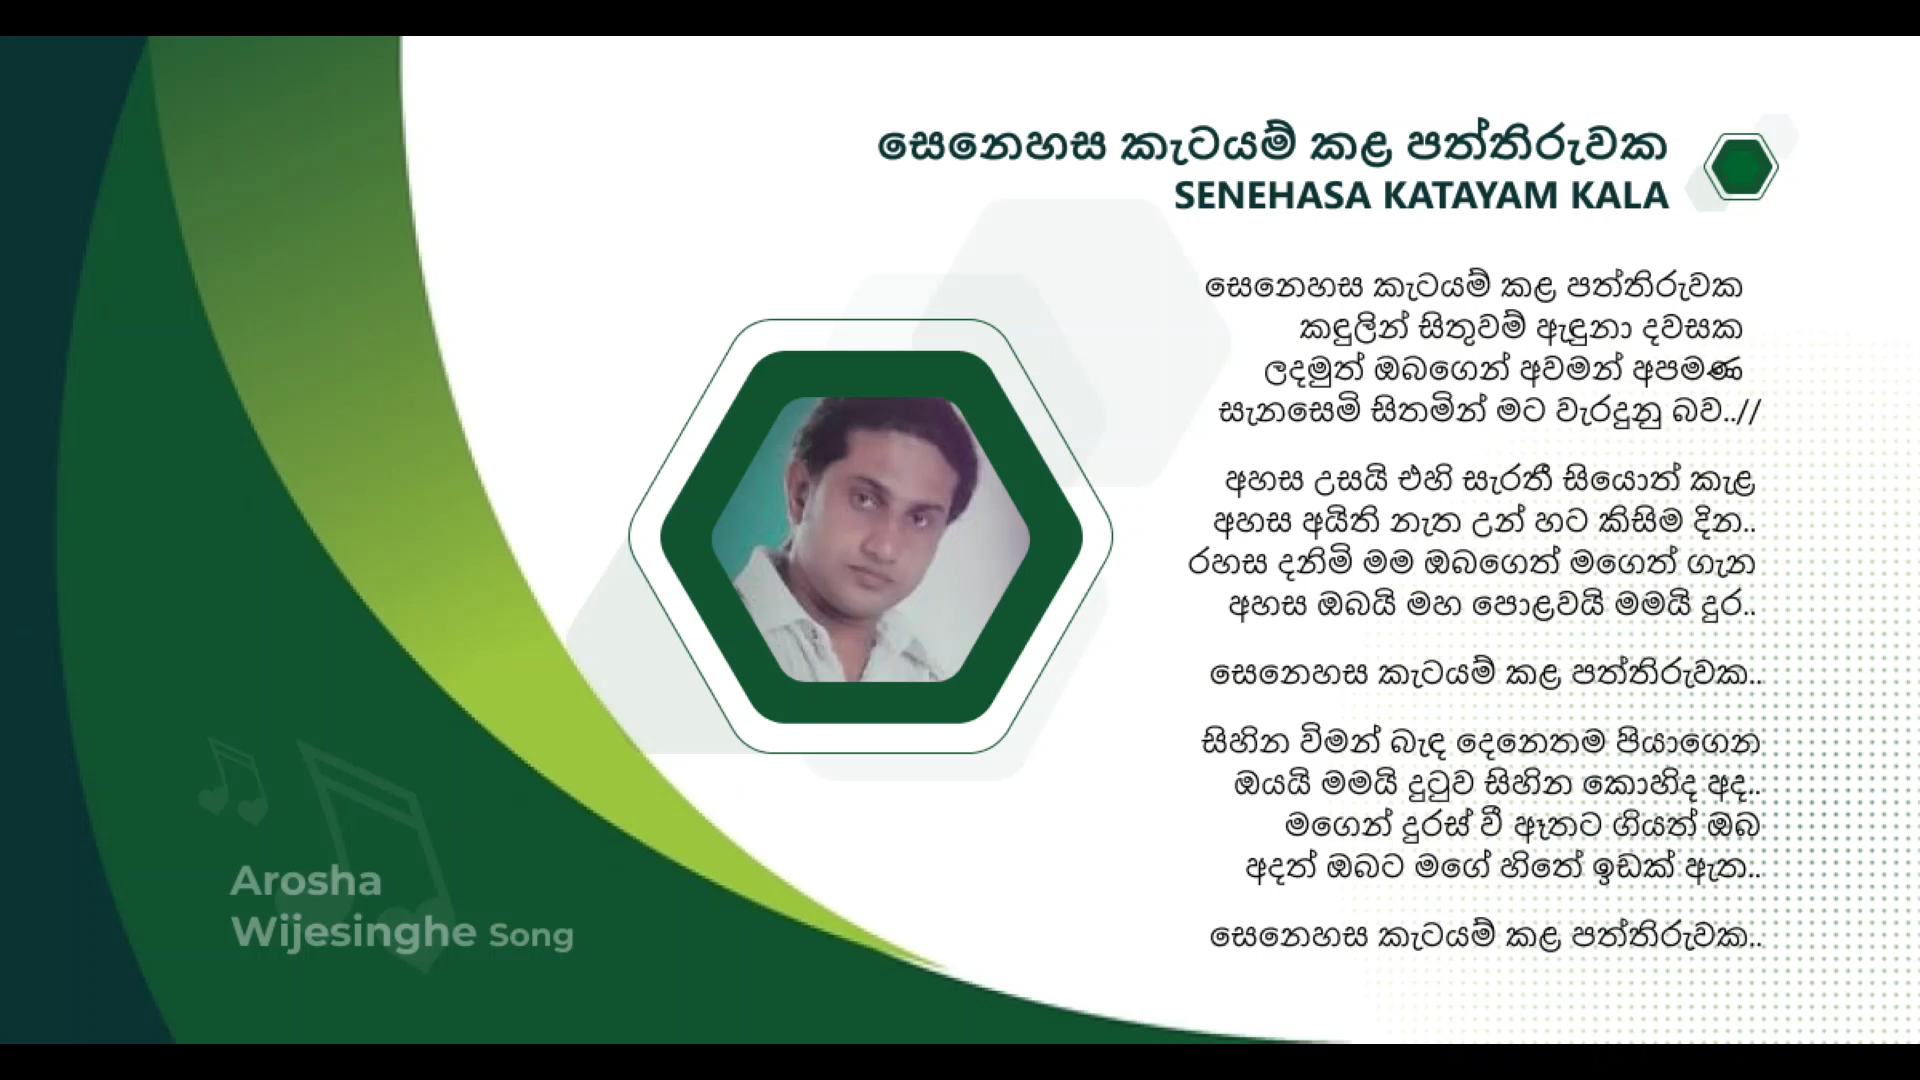 සෙනෙහස කැටයම් කළ පත්තිරුවක
SENEHASA KATAYAM KALA
සෙනෙහස කැටයම් කළ පත්තිරුවක
කඳුලින් සිතුවම් ඇඳුනා දවසක
ලදමුත් ඔබගෙන් අවමන් අපමණ
සැනසෙමි සිතමින් මට වැරදුනු බව..//
අහස උසයි එහි සැරතී සියොත් කැළ
අහස අයිති නැත උන් හට කිසිම දින..
රහස දනිමි මම ඔබගෙත් මගෙත් ගැන
අහස ඔබයි මහ පොළවයි මමයි දුර..
සෙනෙහස කැටයම් කළ පත්තිරුවක..
සිහින විමන් බැඳ දෙනෙතම පියාගෙන
ඔයයි මමයි දුටුව සිහින කොහිද අද..
මගෙන් දුරස් වී ඈතට ගියත් ඔබ
අදත් ඔබට මගේ හිතේ ඉඩක් ඇත..
සෙනෙහස කැටයම් කළ පත්තිරුවක..
Arosha
Wijesinghe Song